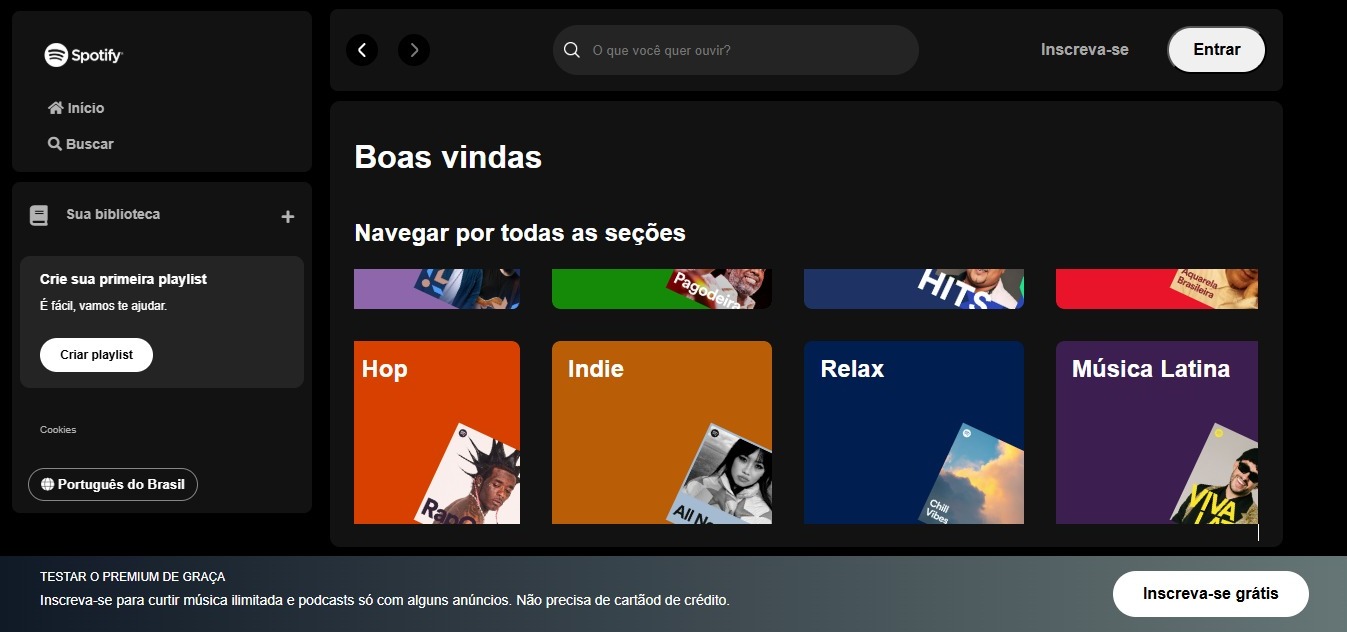 Spotify
Início
Buscar
Sua biblioteca
+
Crie sua primeira playlist
É fácil, vamos te ajudar.
Criar playlist
Cookies
Português do Brasil
O que você quer ouvir?
Inscreva-se
Entrar
Boas vindas
Navegar por todas as seções
Pagodeira
HITS
Aquarela
Brasileira
Hop
Indie
Relax
Música Latina
All
Chill
Vibes
VIVA
TESTAR O PREMIUM DE GRAÇA
Inscreva-se para curtir música ilimitada e podcasts só com alguns anúncios. Não precisa de cartãod de crédito.
Inscreva-se grátis